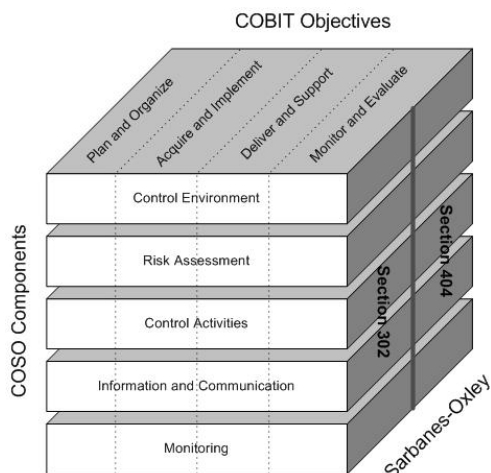 COBIT Objectives
Plan and Organize
Acquire and Implement
Deliver and Support
Monitor and Evaluate
COSO Components
Control Environment
Risk Assessment
Control Activities
Information and Communication
Monitoring
Section 302
Section 404
Sarbanes-Oxley